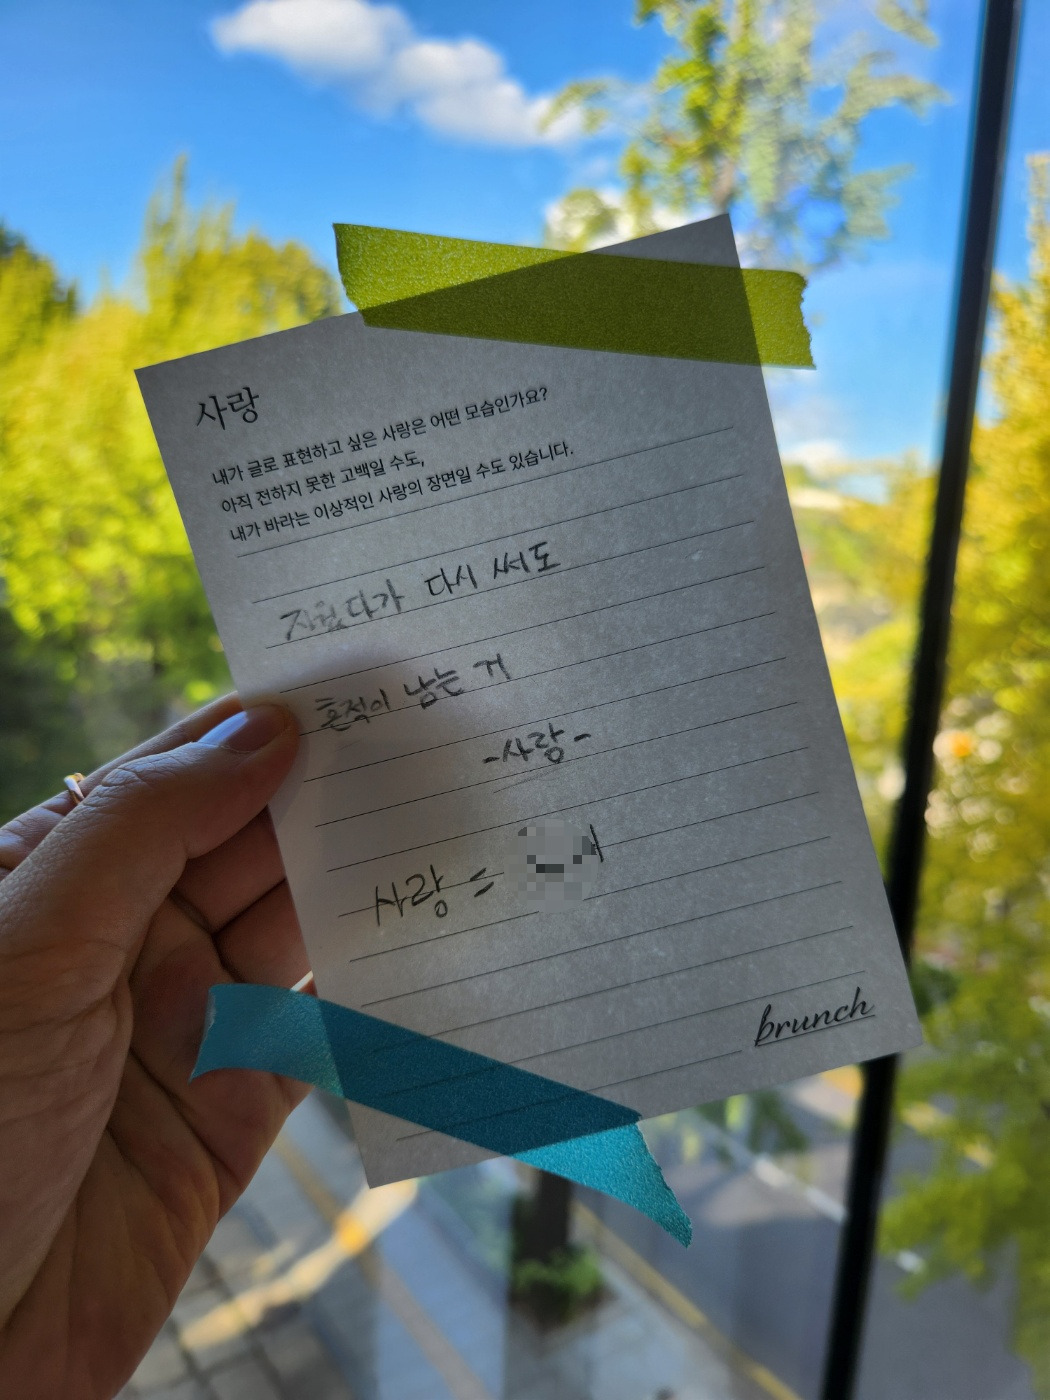 사랑
내가 글로 표현하고 싶은 사랑은 어떤 모습인가요?
아직 전하지 못한 고백일 수도,
내가 바라는 이상적인 사랑의 장면일 수도 있습니다.
지웠다가 다시 써도
흔적이 남는 거
-사랑-
사랑 =
brunch